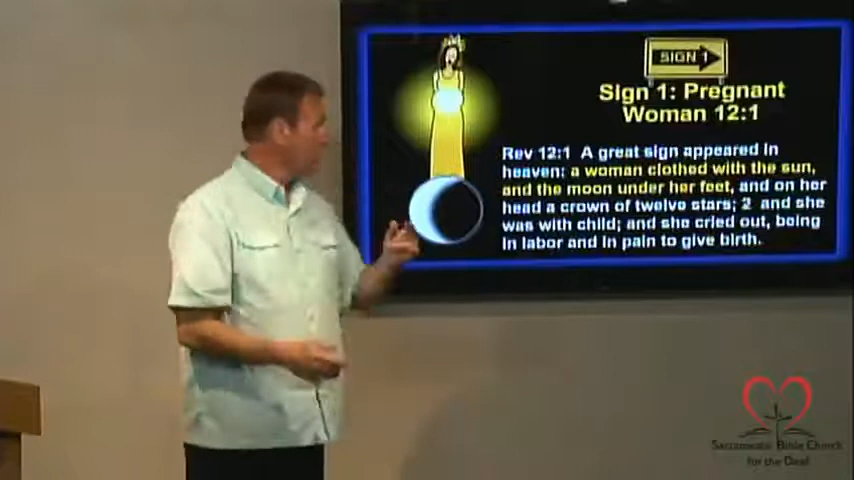 SIGN 1
Sign 1: Pregnant
Woman 12:1
Rev 12:1 A great sign appeared in
heaven: a woman clothed with the sun,
and the moon under her feet, and on her
head a crown of twelve stars; 2 and she
was with child; and she cried out, being
in labor and in pain to give birth.
Sacramento Bible Church
for the Deaf